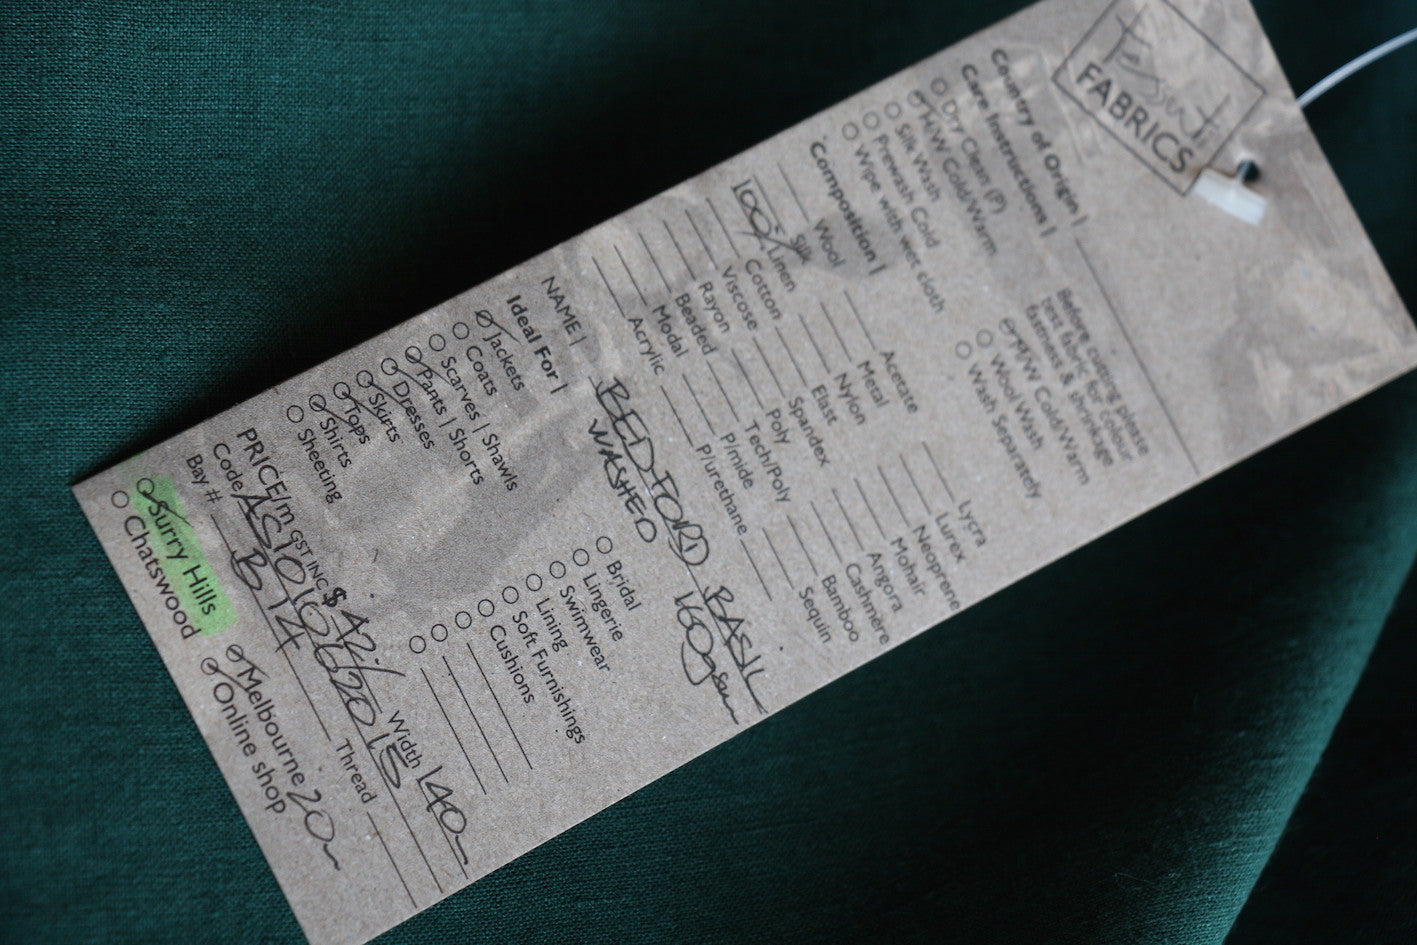 Tessuti
FABRICS
Country of Origin |
Care Instructions |
Dry Clean (P)
H/W Cold/Warm
Silk Wash
Prewash Cold
Wipe with wet cloth
Before cutting please
test fabric for colour
fastness & shrinkage
M/W Cold/Warm
Wool Wash
Wash Separately
Composition |
Wool
Silk
100% Linen
Cotton
Viscose
Rayon
Beaded
Modal
Acrylic
Acetate
Metal
Nylon
Elast
Spandex
Poly
Tech/Poly
P/mide
P/urethane
Lycra
Lurex
Neoprene
Mohair
Angora
Cashmère
Bamboo
Sequin
NAME | BEDFORD BASIL
WASHED 160gsm
Ideal For |
Jackets
Coats
Scarves | Shawls
Pants | Shorts
Dresses
Skirts
Tops
Shirts
Sheeting
Bridal
Lingerie
Swimwear
Lining
Soft Furnishings
Cushions
PRICE/m GST INC $ 42/ Width 140
Code
Bay # B14 Thread
Surry Hills
Chatswood
Melbourne 20m
Online shop